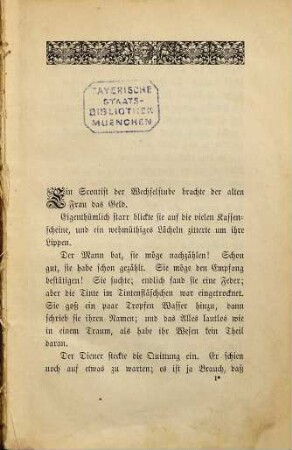 BAYERISCHE
STAATS-
BIBLIOTHEK
MUENCHEN
Ein Scontist der Wechselstube brachte der alten
Frau das Geld.
Eigenthümlich starr blickte sie auf die vielen Kassen-
scheine, und ein wehmüthiges Lächeln zitterte um ihre
Lippen.
Der Mann bat, sie möge nachzählen! Schon
gut, sie habe schon gezählt. Sie möge den Empfang
bestätigen! Sie suchte; endlich fand sie eine Feder;
aber die Tinte im Tintenfläschchen war eingetrocknet.
Sie goß ein paar Tropfen Wasser hinzu, dann
schrieb sie ihren Namen; und das Alles lautlos wie
in einem Traum, als habe ihr Wesen kein Theil
daran.
Der Diener steckte die Quittung ein. Er schien
noch auf etwas zu warten; es ist ja Brauch, daß
1*